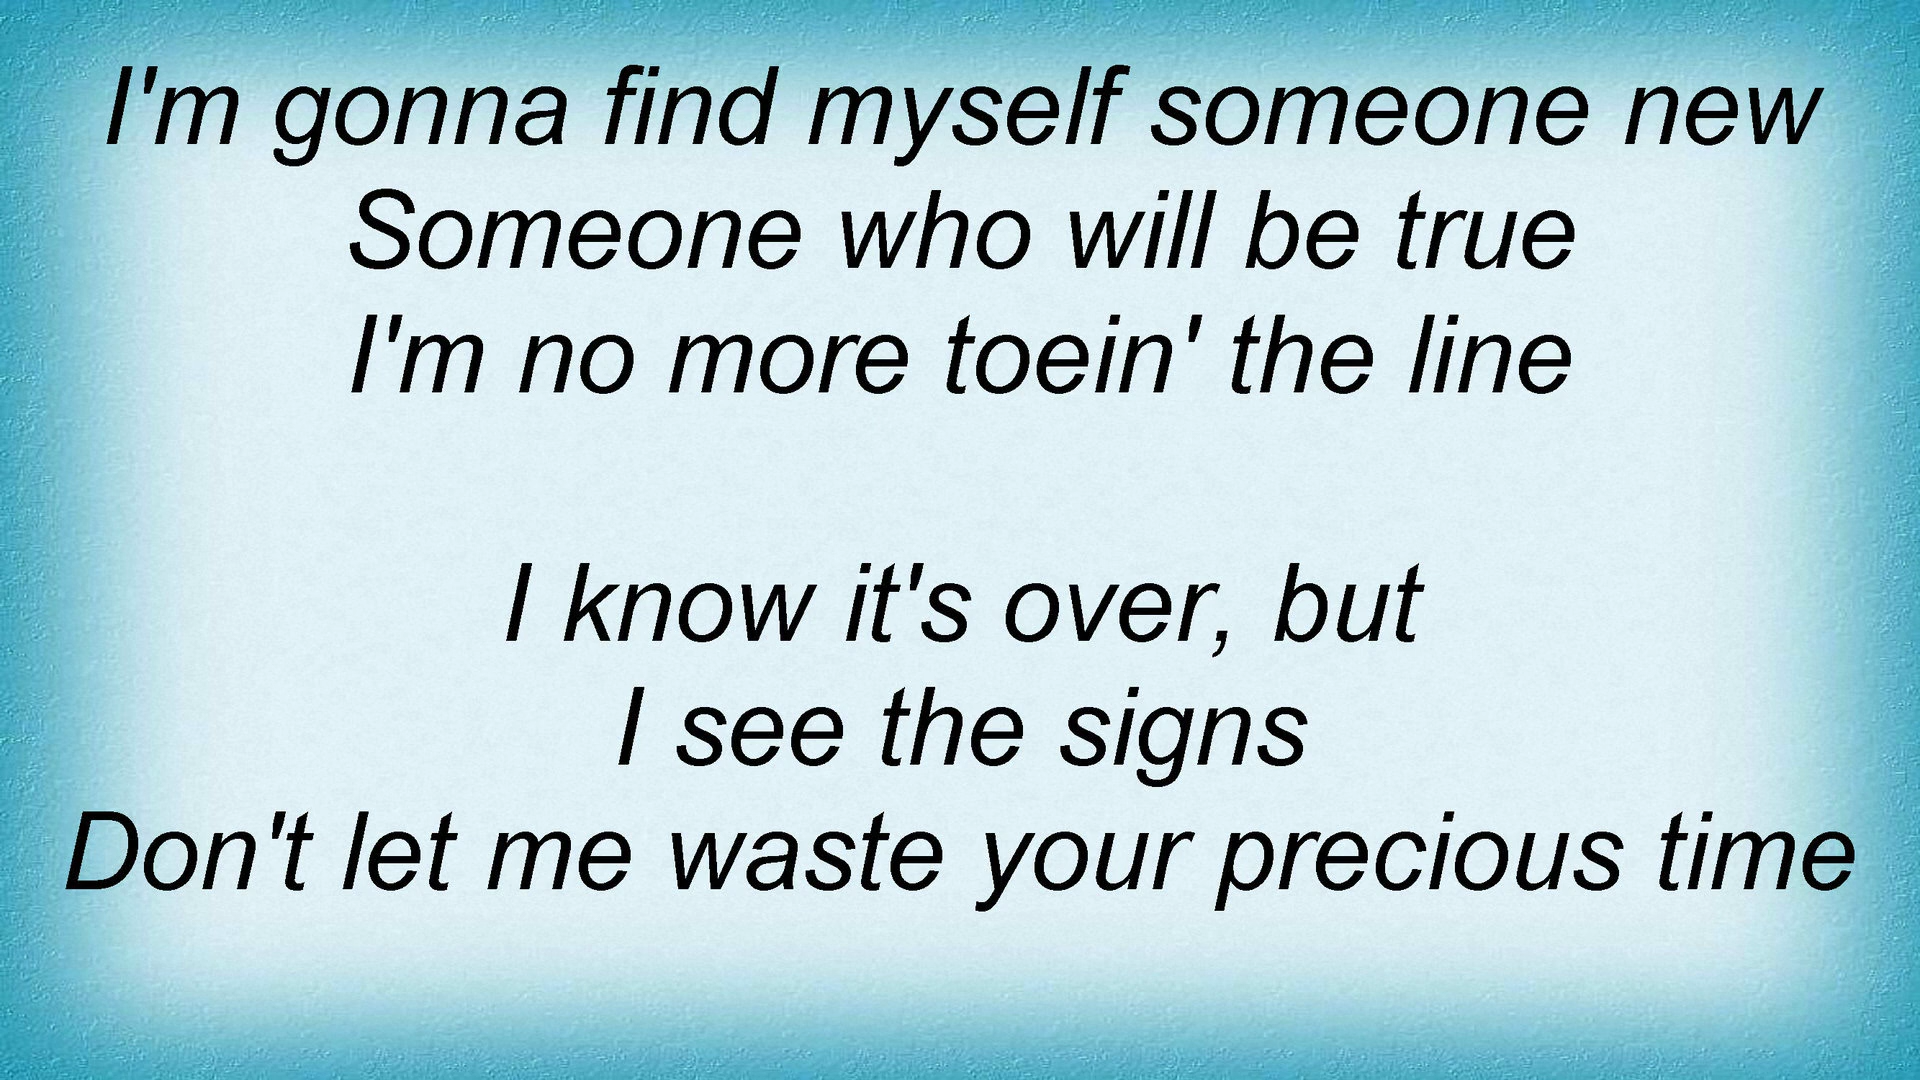 I'm gonna find myself someone new
Someone who will be true
I'm no more toein' the line
I know it's over, but
I see the signs
Don't let me waste your precious time